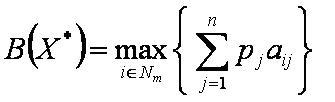 B(X*) = max_{i∈N_m} { ∑_{j=1}^{n} p_j a_{ij} }